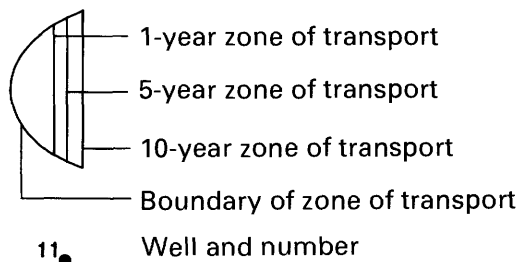 1-year zone of transport
5-year zone of transport
10-year zone of transport
Boundary of zone of transport
11 Well and number